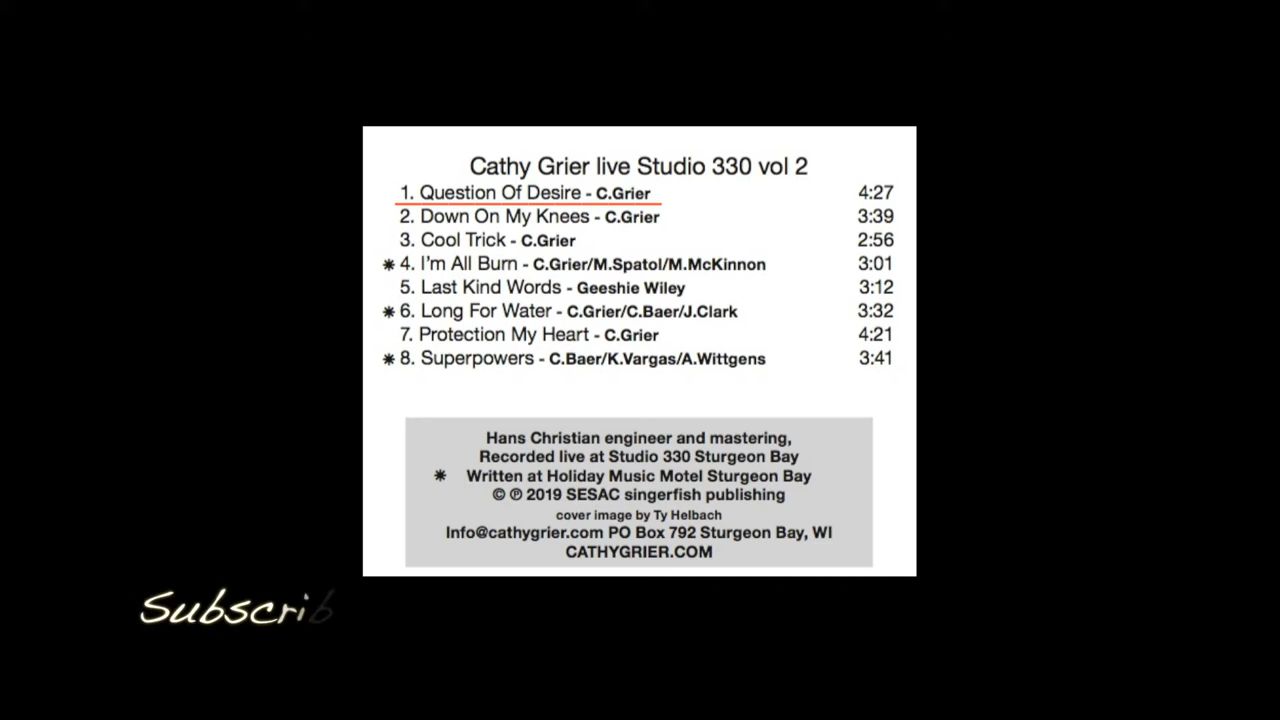 Cathy Grier live Studio 330 vol 2
1. Question Of Desire - C.Grier 4:27
2. Down On My Knees - C.Grier 3:39
3. Cool Trick - C.Grier 2:56
✷ 4. I'm All Burn - C.Grier/M.Spatol/M.McKinnon 3:01
5. Last Kind Words - Geeshie Wiley 3:12
✷ 6. Long For Water - C.Grier/C.Baer/J.Clark 3:32
7. Protection My Heart - C.Grier 4:21
✷ 8. Superpowers - C.Baer/K.Vargas/A.Wittgens 3:41
Hans Christian engineer and mastering,
Recorded live at Studio 330 Sturgeon Bay
✷ Written at Holiday Music Motel Sturgeon Bay
© ℗ 2019 SESAC singerfish publishing
cover image by Ty Helbach
Info@cathygrier.com PO Box 792 Sturgeon Bay, WI
CATHYGRIER.COM
Subscrib